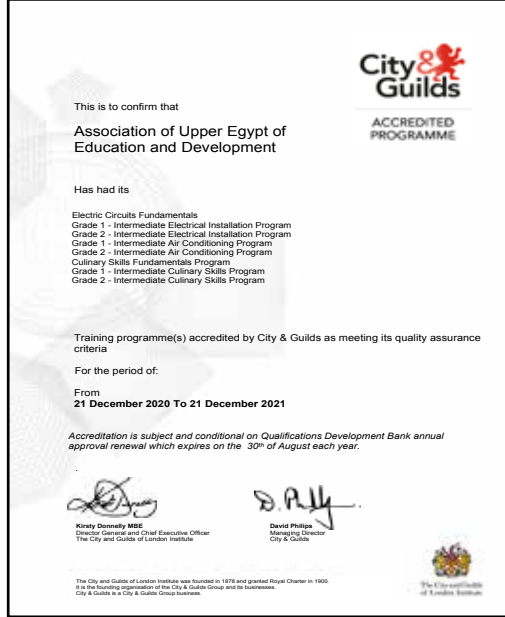 City & Guilds
ACCREDITED
PROGRAMME
This is to confirm that
Association of Upper Egypt of
Education and Development
Has had its
Electric Circuits Fundamentals
Grade 1 - Intermediate Electrical Installation Program
Grade 2 - Intermediate Electrical Installation Program
Grade 1 - Intermediate Air Conditioning Program
Grade 2 - Intermediate Air Conditioning Program
Culinary Skills Fundamentals Program
Grade 1 - Intermediate Culinary Skills Program
Grade 2 - Intermediate Culinary Skills Program
Training programme(s) accredited by City & Guilds as meeting its quality assurance
criteria
For the period of:
From
21 December 2020 To 21 December 2021
Accreditation is subject and conditional on Qualifications Development Bank annual
approval renewal which expires on the 30th of August each year.
.
Kirsty Donnelly MBE
Director General and Chief Executive Officer
The City and Guilds of London Institute
David Philips
Managing Director
City & Guilds
The City and Guilds of London Institute was founded in 1878 and granted Royal Charter in 1900.
It is the founding organisation of the City & Guilds Group and its businesses.
City & Guilds is a City & Guilds Group business.
The City and Guilds
of London Institute